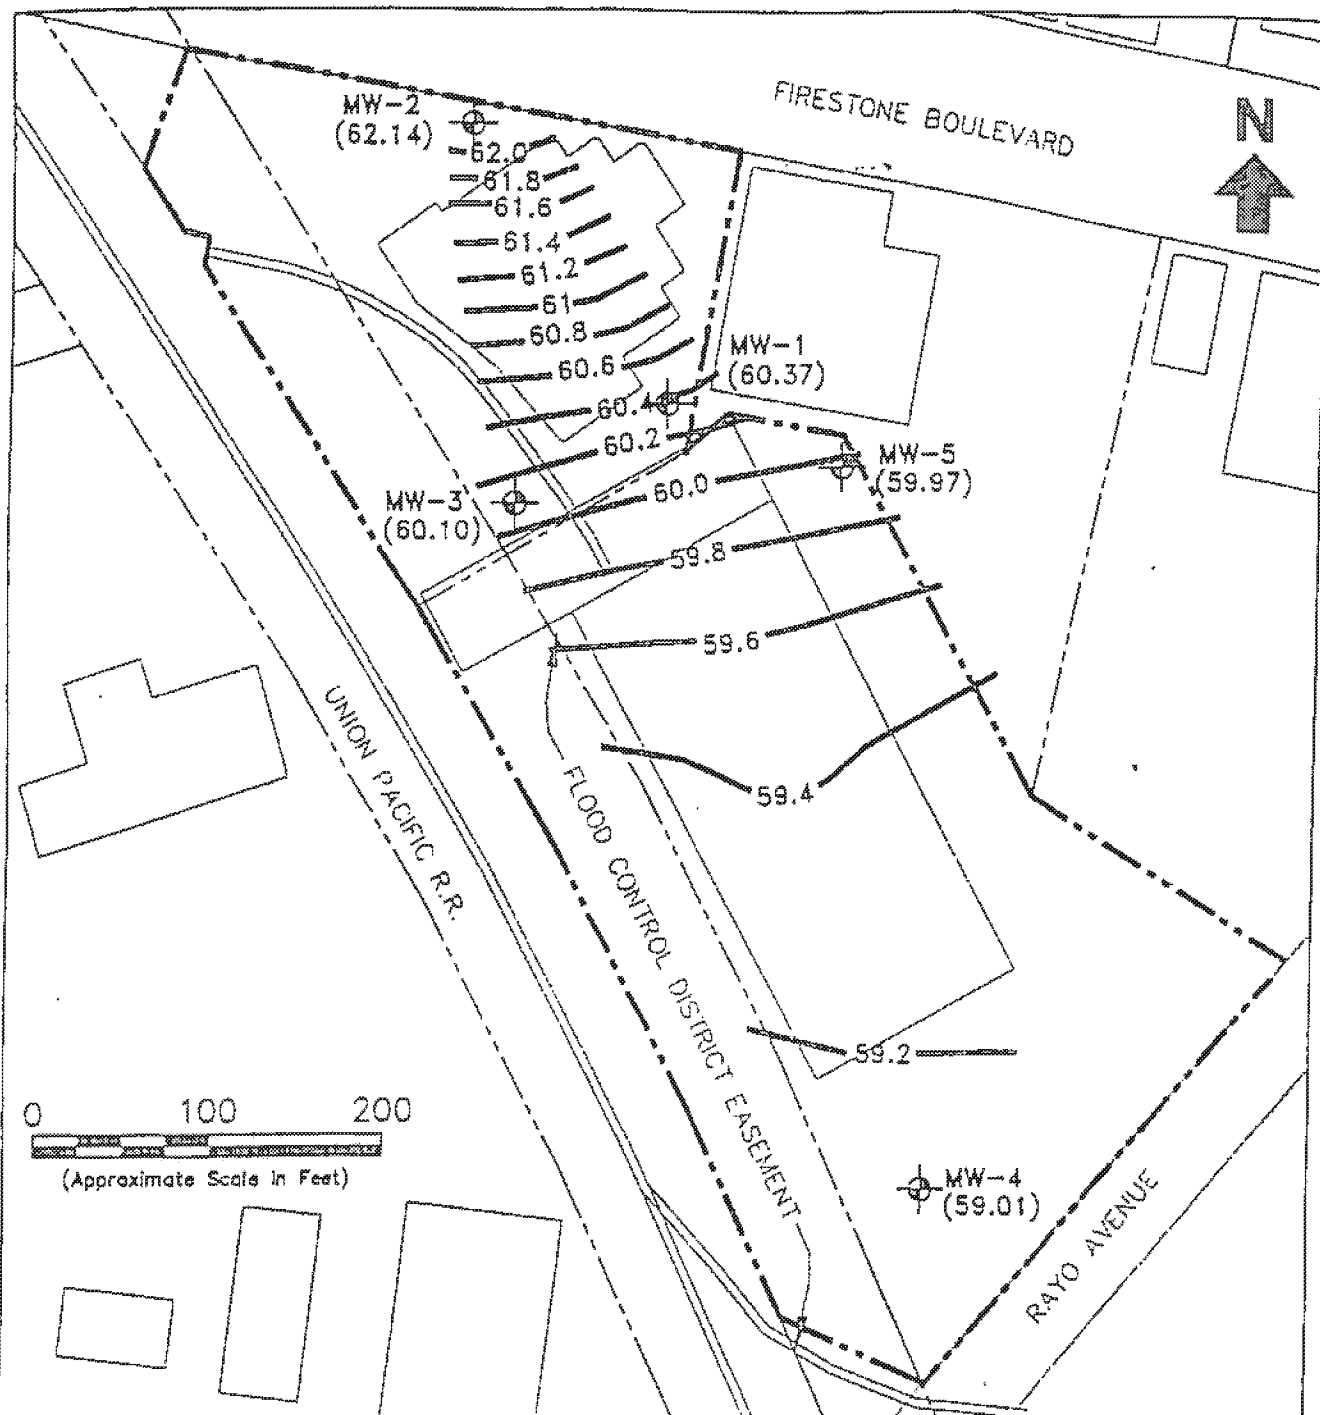 FIRESTONE BOULEVARD
N
MW-2
(62.14)
62.0
61.8
61.6
61.4
61.2
61
60.8
60.6
60.4
60.2
60.0
59.8
59.6
59.4
59.2
MW-1
(60.37)
MW-5
(59.97)
MW-3
(60.10)
UNION PACIFIC R.R.
FLOOD CONTROL DISTRICT EASEMENT
0 100 200
(Approximate Scale in Feet)
MW-4
(59.01)
RAYO AVENUE